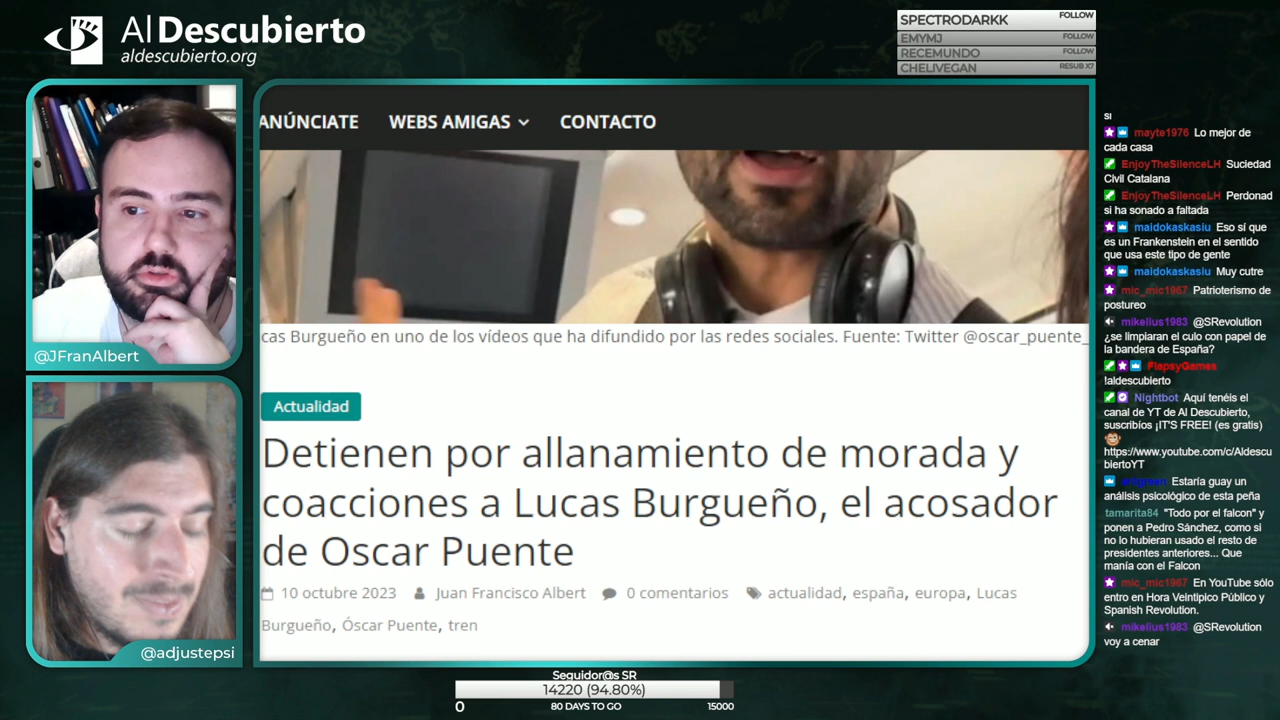 Al Descubierto
aldescubierto.org
SPECTRODARKK FOLLOW
EMYMJ FOLLOW
RECEMUNDO FOLLOW
CHELIVEGAN RESUB X7
@JFranAlbert
@adjustepsi
ANÚNCIATE WEBS AMIGAS CONTACTO
cas Burgueño en uno de los vídeos que ha difundido por las redes sociales. Fuente: Twitter @oscar_puente_
Actualidad
Detienen por allanamiento de morada y
coacciones a Lucas Burgueño, el acosador
de Oscar Puente
10 octubre 2023 Juan Francisco Albert 0 comentarios actualidad, españa, europa, Lucas
Burgueño, Óscar Puente, tren
si
mayte1976 Lo mejor de
cada casa
EnjoyTheSilenceLH Suciedad
Civil Catalana
EnjoyTheSilenceLH Perdonad
si ha sonado a faltada
maidokaskasiu Eso sí que
es un Frankenstein en el sentido
que usa este tipo de gente
maidokaskasiu Muy cutre
mic_mic1967 Patrioterismo de
postureo
mikelius1983 @SRevolution
¿se limpiaran el culo con papel de
la bandera de España?
FlapsyGames
!aldescubierto
Nightbot Aquí tenéis el
canal de YT de Al Descubierto,
suscribíos ¡IT'S FREE! (es gratis)
https://www.youtube.com/c/Aldescu
biertoYT
Estaría guay un
análisis psicológico de esta peña
tamarita84 "Todo por el falcon" y
ponen a Pedro Sánchez, como si
no lo hubieran usado el resto de
presidentes anteriores... Que
manía con el Falcon
mic_mic1967 En YouTube sólo
entro en Hora Veintipico Público y
Spanish Revolution.
mikelius1983 @SRevolution
voy a cenar
Seguidor@s SR
14220 (94.80%)
0 80 DAYS TO GO 15000